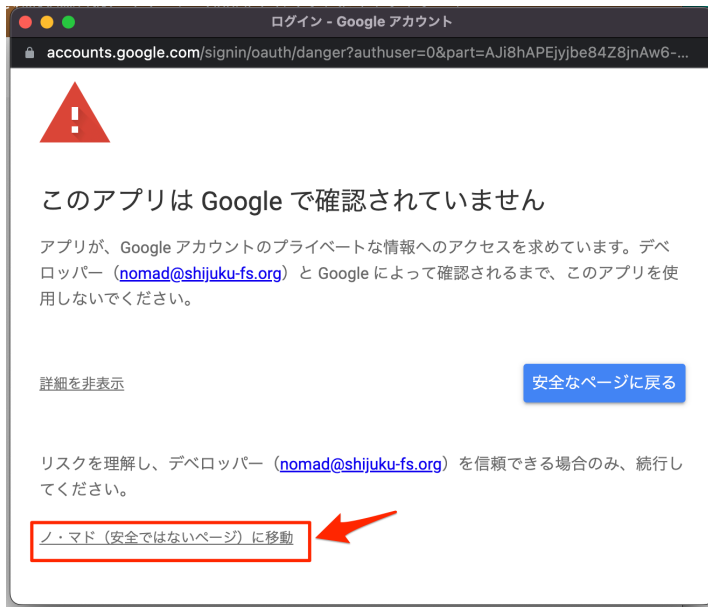 ログイン - Google アカウント
accounts.google.com/signin/oauth/danger?authuser=0&part=AJi8hAPEjyjbe84Z8jnAw6-...
このアプリは Google で確認されていません
アプリが、Google アカウントのプライベートな情報へのアクセスを求めています。デベ
ロッパー（nomad@shijuku-fs.org）と Google によって確認されるまで、このアプリを使
用しないでください。
詳細を非表示
安全なページに戻る
リスクを理解し、デベロッパー（nomad@shijuku-fs.org）を信頼できる場合のみ、続行し
てください。
ノ・マド（安全ではないページ）に移動